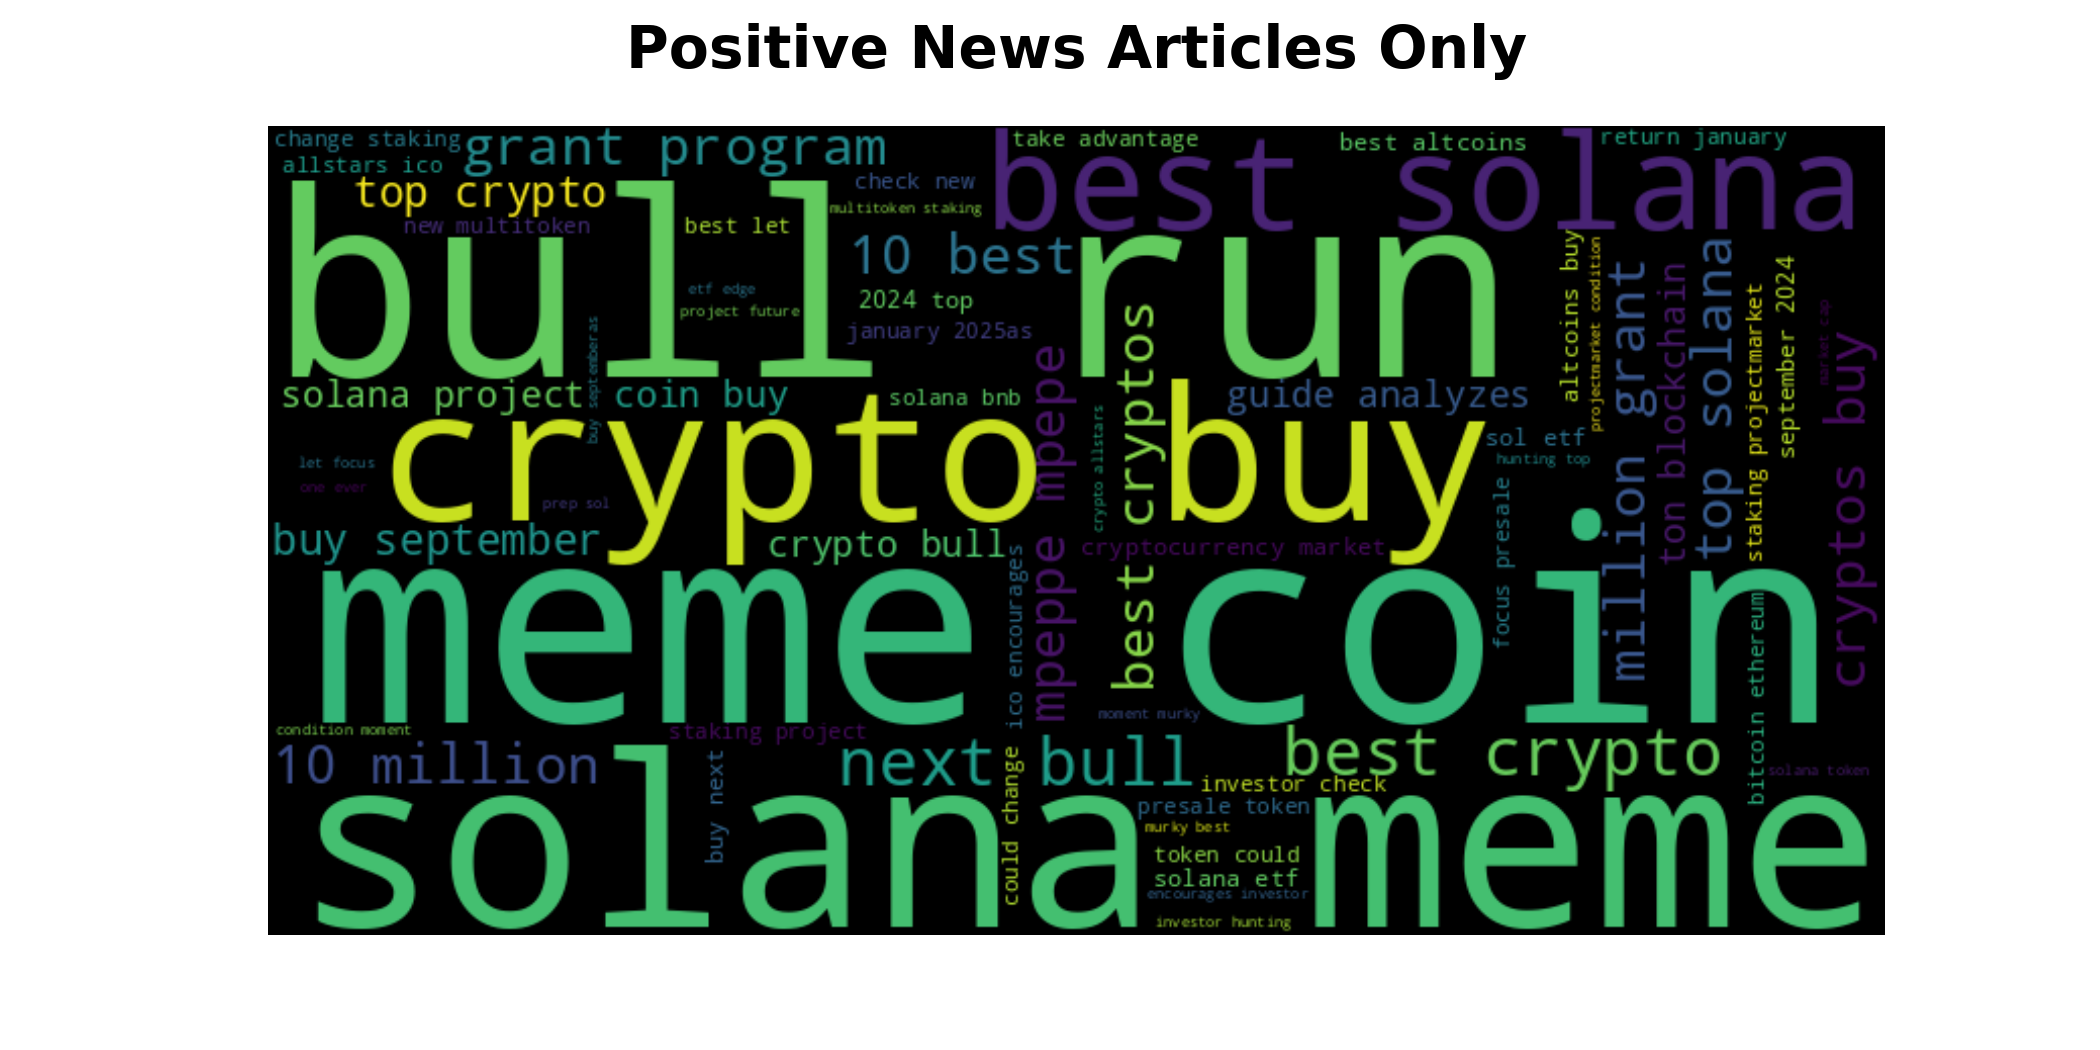 Positive News Articles Only
change staking
grant program
take advantage
best altcoins
return january
allstars ico
best solana
top crypto
check new
multitoken staking
new multitoken
best let
bull run
10 best
altcoins buy
projectmarket condition
million grant
ton blockchain
top solana
staking projectmarket
september 2024
market cap
cryptos buy
etf edge
2024 top
project future
january 2025as
buy septemberas
solana project
coin buy
solana bnb
mpeppe mpepe
best cryptos
crypto allstars
guide analyzes
crypto buy
sol etf
hunting top
let focus
one ever
prep sol
focus presale
buy september
crypto bull
cryptocurrency market
ico encourages
meme coin
bitcoin ethereum
moment murky
condition moment
staking project
10 million
next bull
best crypto
buy next
could change
investor check
solana token
presale token
solana meme
murky best
token could
solana etf
encourages investor
investor hunting